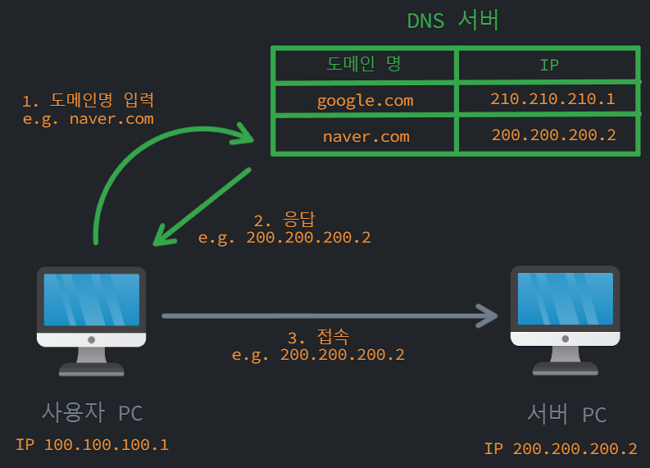 DNS 서버
도메인 명 IP
google.com 210.210.210.1
naver.com 200.200.200.2
1. 도메인명 입력
e.g. naver.com
2. 응답
e.g. 200.200.200.2
3. 접속
e.g. 200.200.200.2
사용자 PC
IP 100.100.100.1
서버 PC
IP 200.200.200.2